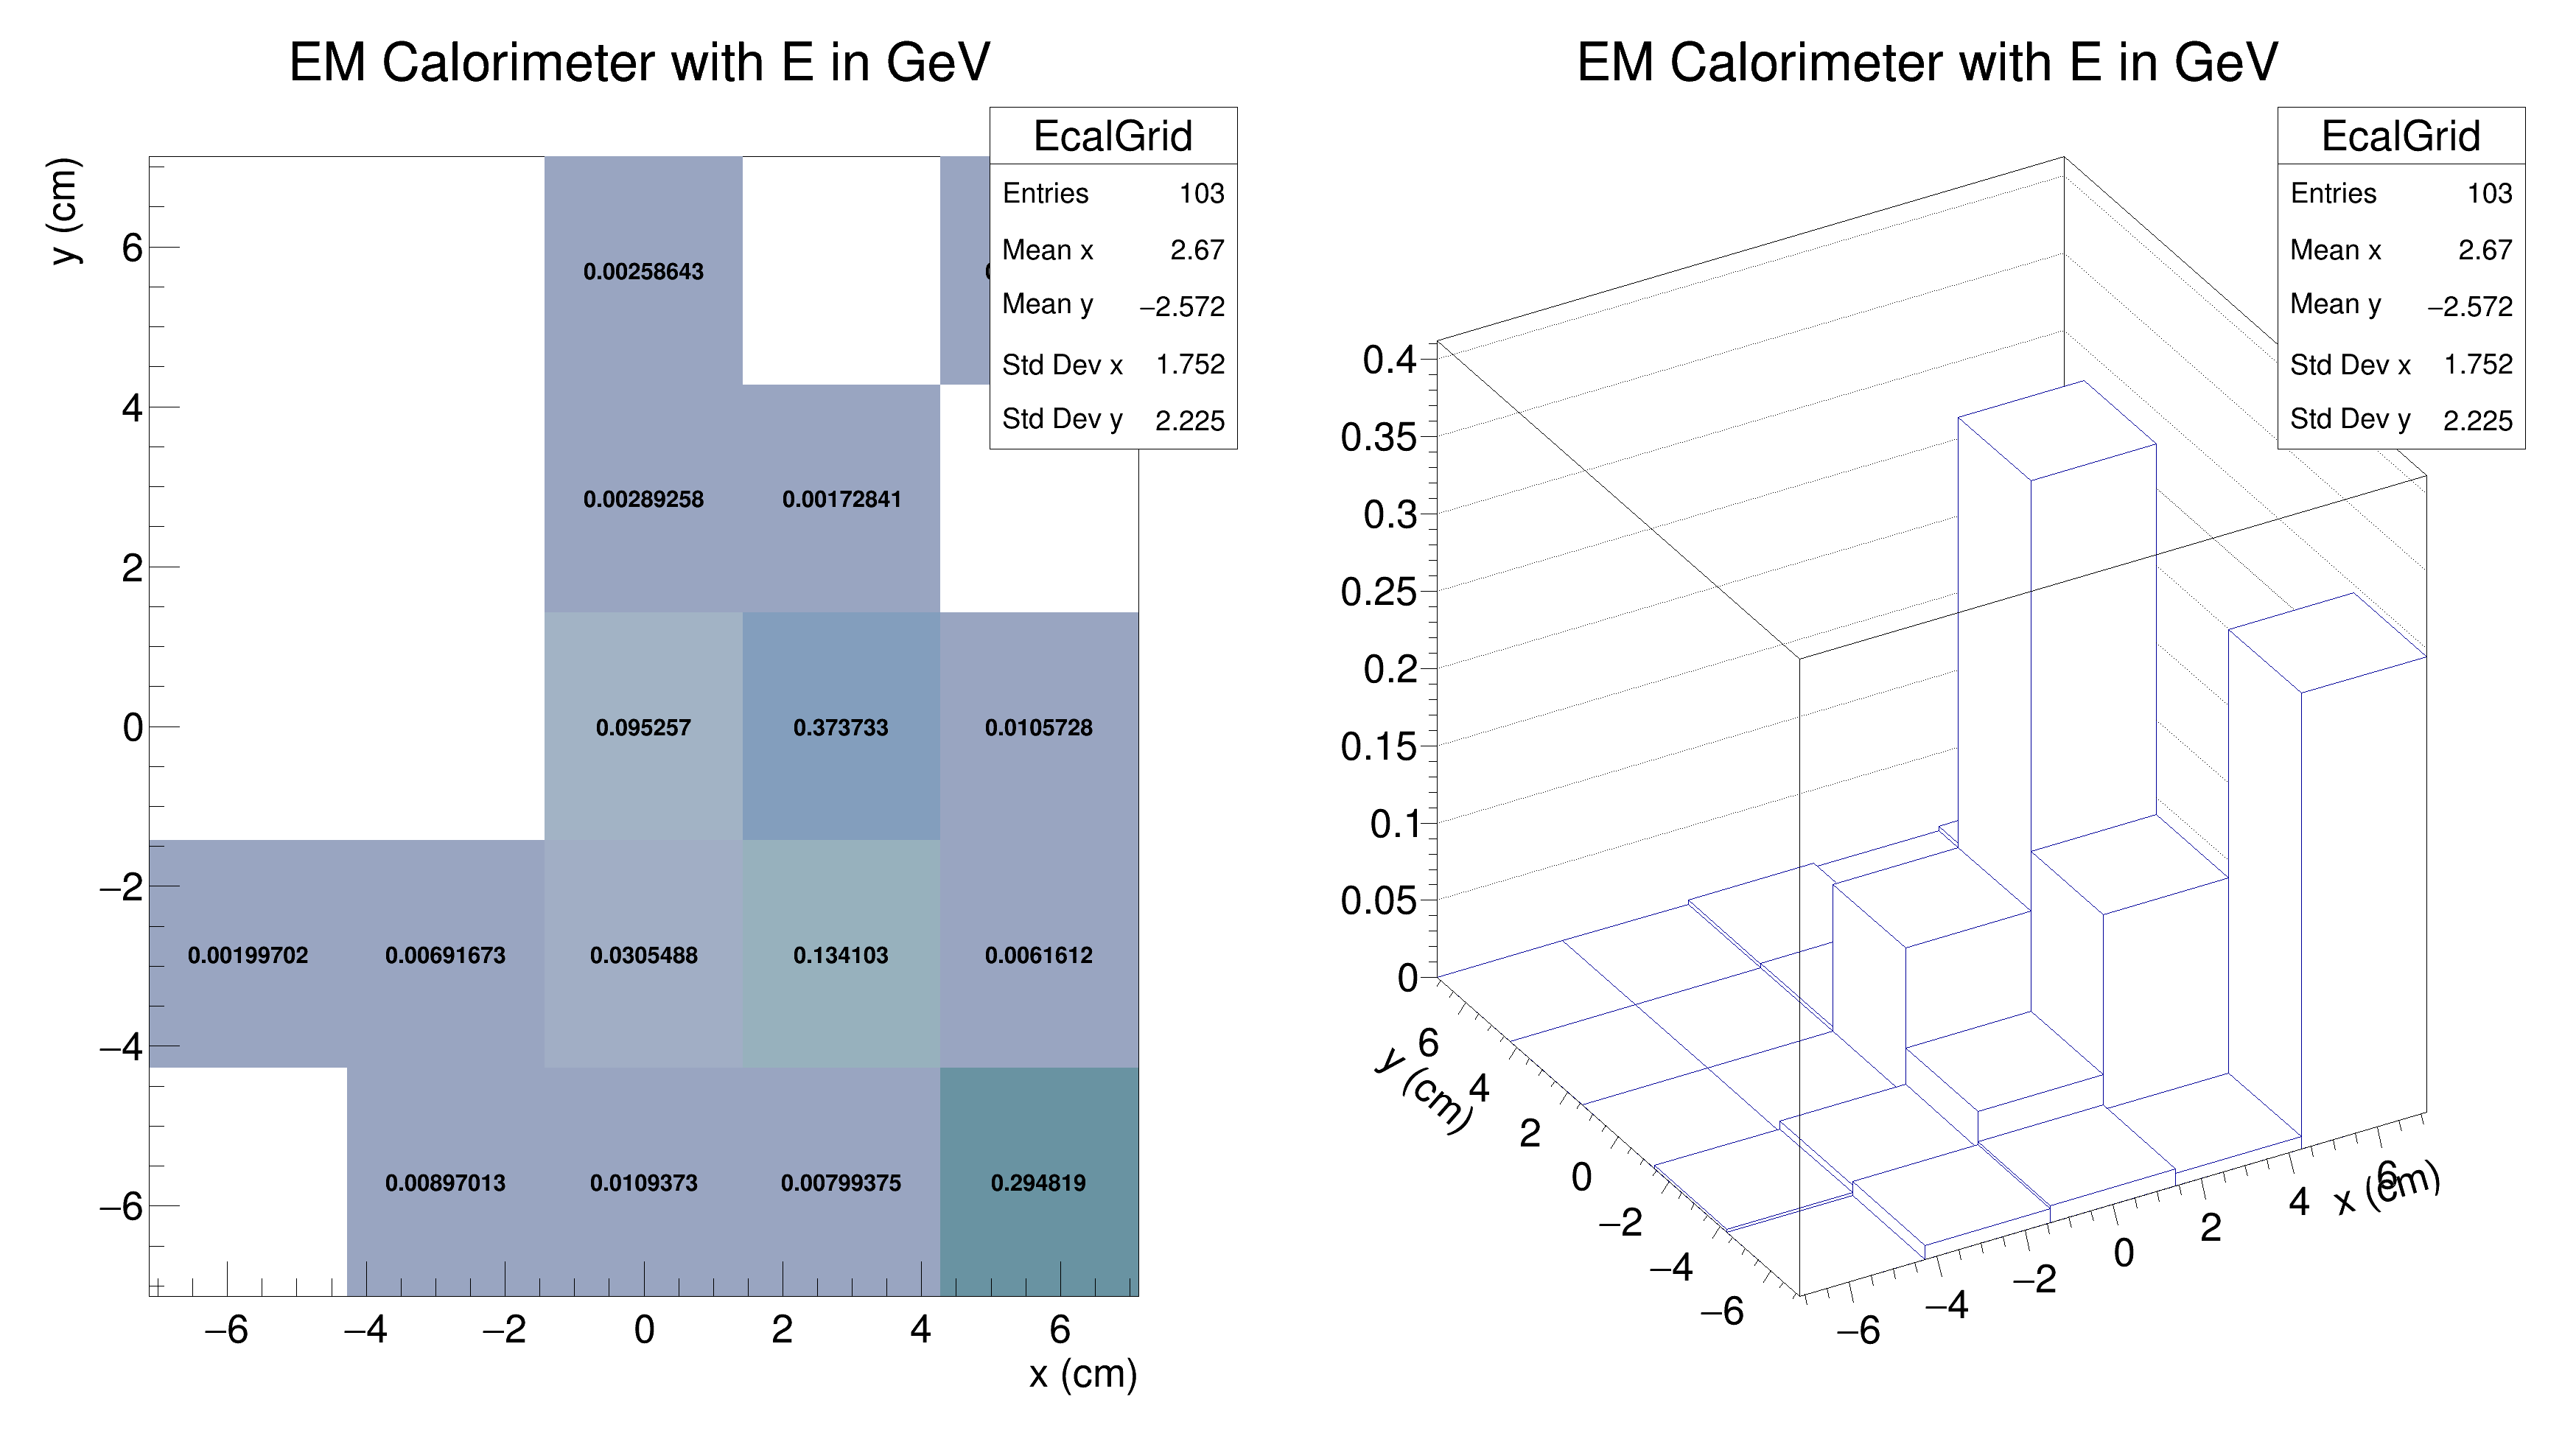 EM Calorimeter with E in GeV
EcalGrid
Entries 103
Mean x 2.67
Mean y −2.572
Std Dev x 1.752
Std Dev y 2.225
y (cm)
6
4
2
0
−2
−4
−6
0.00258643
0.00289258 0.00172841
0.095257 0.373733 0.0105728
0.00199702 0.00691673 0.0305488 0.134103 0.0061612
0.00897013 0.0109373 0.00799375 0.294819
−6 −4 −2 0 2 4 6
x (cm)
EM Calorimeter with E in GeV
EcalGrid
Entries 103
Mean x 2.67
Mean y −2.572
Std Dev x 1.752
Std Dev y 2.225
0.4
0.35
0.3
0.25
0.2
0.15
0.1
0.05
0
6
4
2
0
−2
−4
−6
y (cm)
−6
−4
−2
0
2
4
6
x (cm)